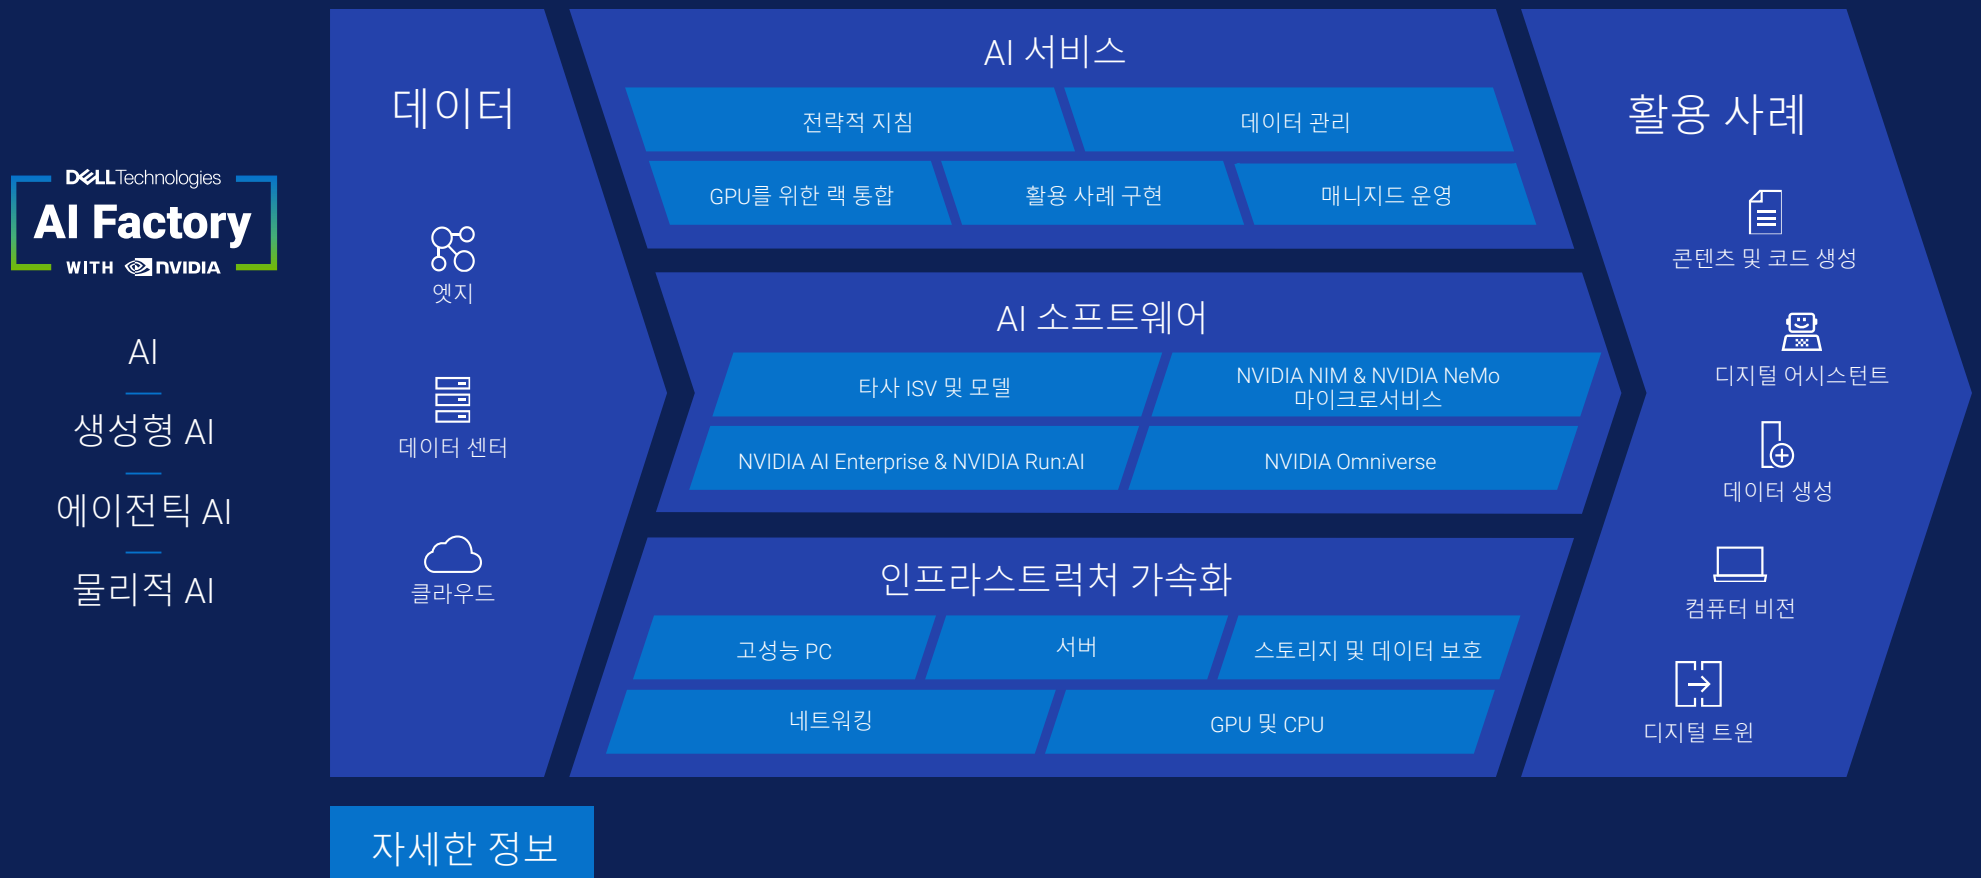 DELLTechnologies
AI Factory
WITH NVIDIA
AI
생성형 AI
에이전틱 AI
물리적 AI
데이터
엣지
데이터 센터
클라우드
AI 서비스
전략적 지침
데이터 관리
GPU를 위한 랙 통합
활용 사례 구현
매니지드 운영
AI 소프트웨어
타사 ISV 및 모델
NVIDIA NIM & NVIDIA NeMo
마이크로서비스
NVIDIA AI Enterprise & NVIDIA Run:AI
NVIDIA Omniverse
인프라스트럭처 가속화
고성능 PC
서버
스토리지 및 데이터 보호
네트워킹
GPU 및 CPU
활용 사례
콘텐츠 및 코드 생성
디지털 어시스턴트
데이터 생성
컴퓨터 비전
디지털 트윈
자세한 정보